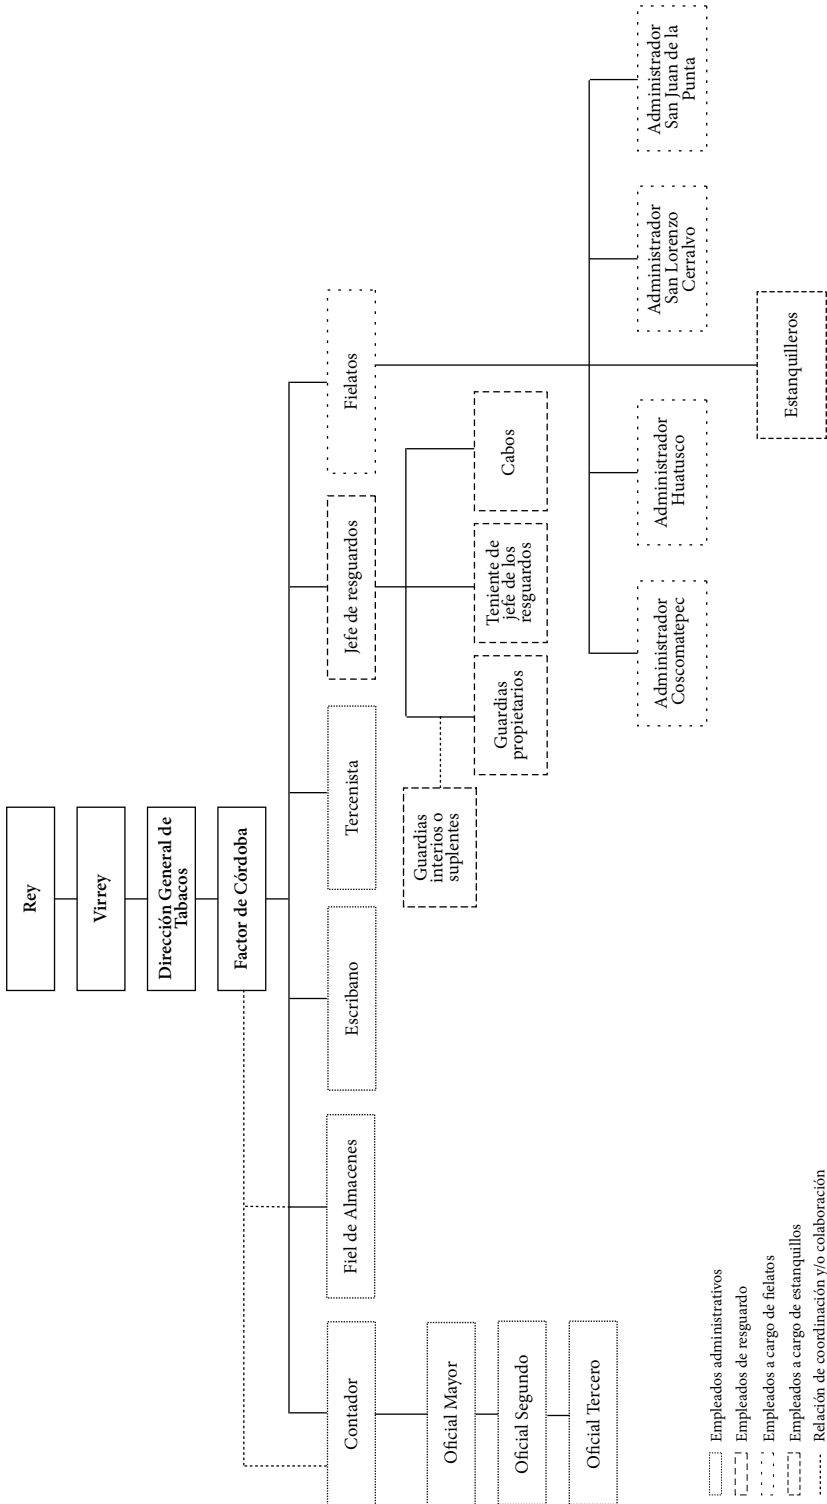 Rey
Virrey
Dirección General de
Tabacos
Factor de Córdoba
Contador
Fiel de Almacenes
Escribano
Tercenista
Jefe de resguardos
Fielatos
Oficial Mayor
Oficial Segundo
Oficial Tercero
Guardias
interios o
suplentes
Guardias
propietarios
Teniente de
jefe de los
resguardos
Cabos
Administrador
Coscomatepec
Administrador
Huatusco
Administrador
San Lorenzo
Cerralvo
Administrador
San Juan de la
Punta
Estanquilleros
Empleados administrativos
Empleados de resguardo
Empleados a cargo de fielatos
Empleados a cargo de estanquillos
Relación de coordinación y/o colaboración